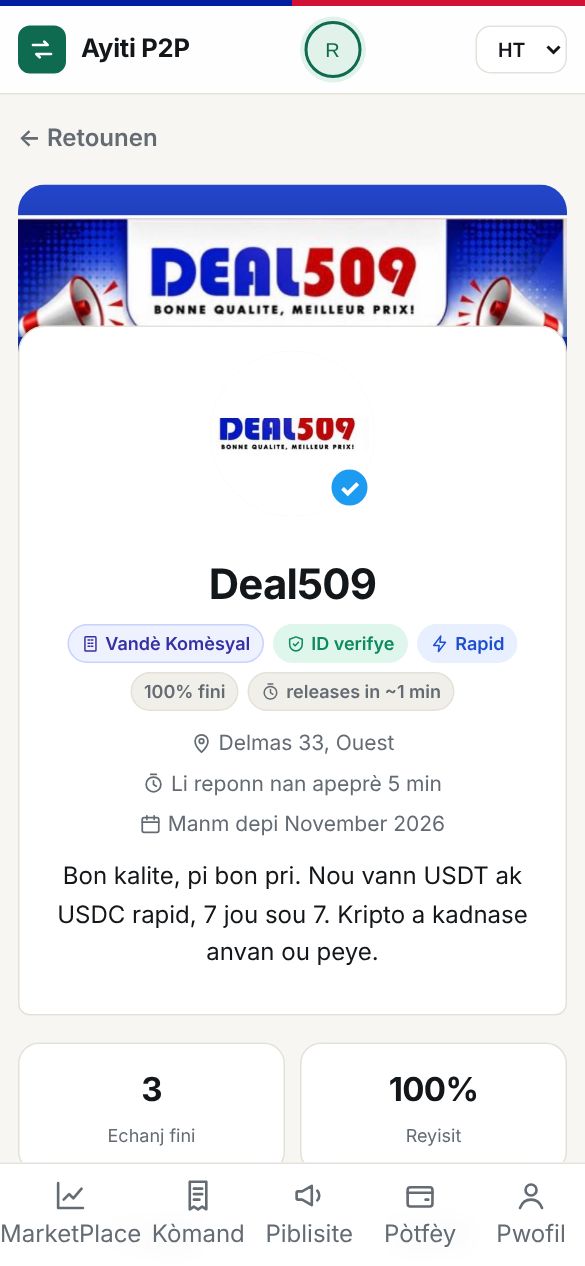 Ayiti P2P
R
HT
← Retounen
DEAL509
BONNE QUALITE, MEILLEUR PRIX!
DEAL509
BONNE QUALITE, MEILLEUR PRIX!
Deal509
Vandè Komèsyal
ID verifye
Rapid
100% fini
releases in ~1 min
Delmas 33, Ouest
Li reponn nan apeprè 5 min
Manm depi November 2026
Bon kalite, pi bon pri. Nou vann USDT ak
USDC rapid, 7 jou sou 7. Kripto a kadnase
anvan ou peye.
3
Echanj fini
100%
Reyisit
MarketPlace
Kòmand
Piblisite
Pòtfèy
Pwofil